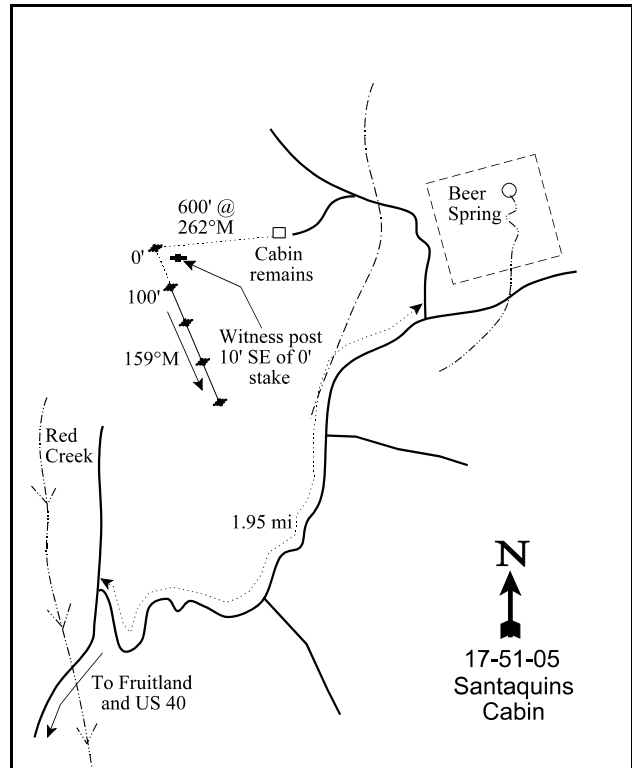 600' @
262°M
Beer
Spring
0'
Cabin
remains
100'
Witness post
10' SE of 0'
stake
159°M
Red
Creek
1.95 mi
N
17-51-05
Santaquins
Cabin
To Fruitland
and US 40